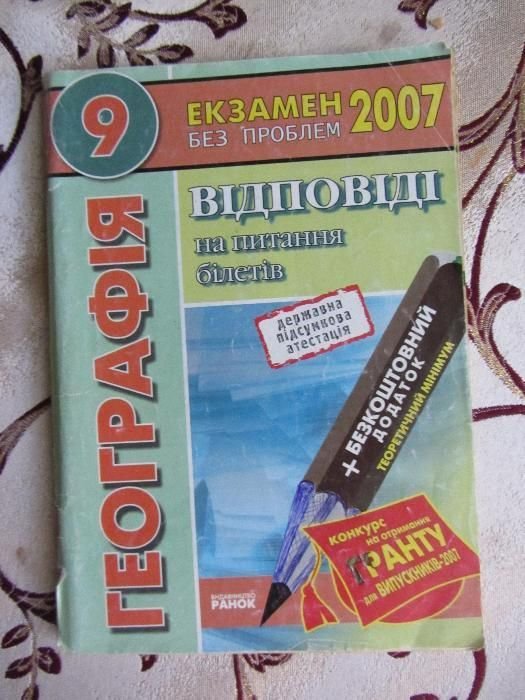 9
ЕКЗАМЕН 2007
БЕЗ ПРОБЛЕМ
ГЕОГРАФІЯ
ВІДПОВІДІ
на питання
білетів
державна
підсумкова
атестація
+ БЕЗКОШТОВНИЙ
ДОДАТОК
ТЕОРЕТИЧНИЙ МІНІМУМ
КОНКУРС
на отримання
ГРАНТУ
для ВИПУСКНИКІВ-2007
ВИДАВНИЦТВО
РАНОК